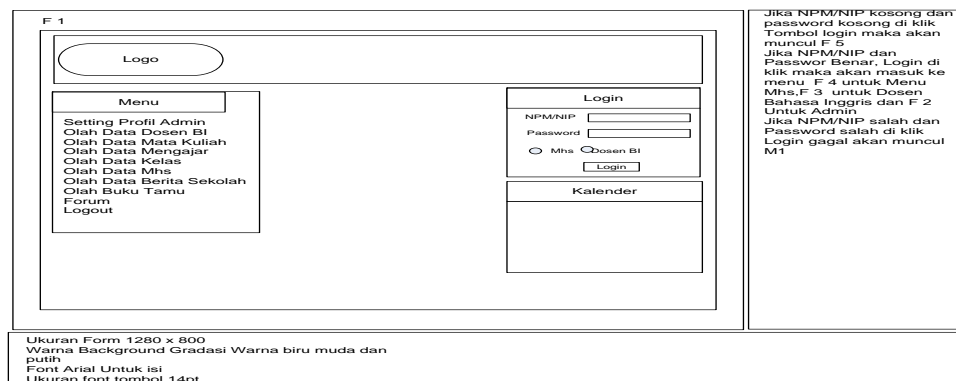 F 1
Logo
Menu
Setting Profil Admin
Olah Data Dosen BI
Olah Data Mata Kuliah
Olah Data Mengajar
Olah Data Kelas
Olah Data Mhs
Olah Data Berita Sekolah
Olah Buku Tamu
Forum
Logout
Login
NPM/NIP
Password
Mhs Dosen BI
Login
Kalender
Jika NPM/NIP kosong dan
password kosong di klik
Tombol login maka akan
muncul F 5
Jika NPM/NIP dan
Passwor Benar, Login di
klik maka akan masuk ke
menu F 4 untuk Menu
Mhs,F 3 untuk Dosen
Bahasa Inggris dan F 2
Untuk Admin
Jika NPM/NIP salah dan
Password salah di klik
Login gagal akan muncul
M1
Ukuran Form 1280 x 800
Warna Background Gradasi Warna biru muda dan
putih
Font Arial Untuk isi
Ukuran font tombol 14pt